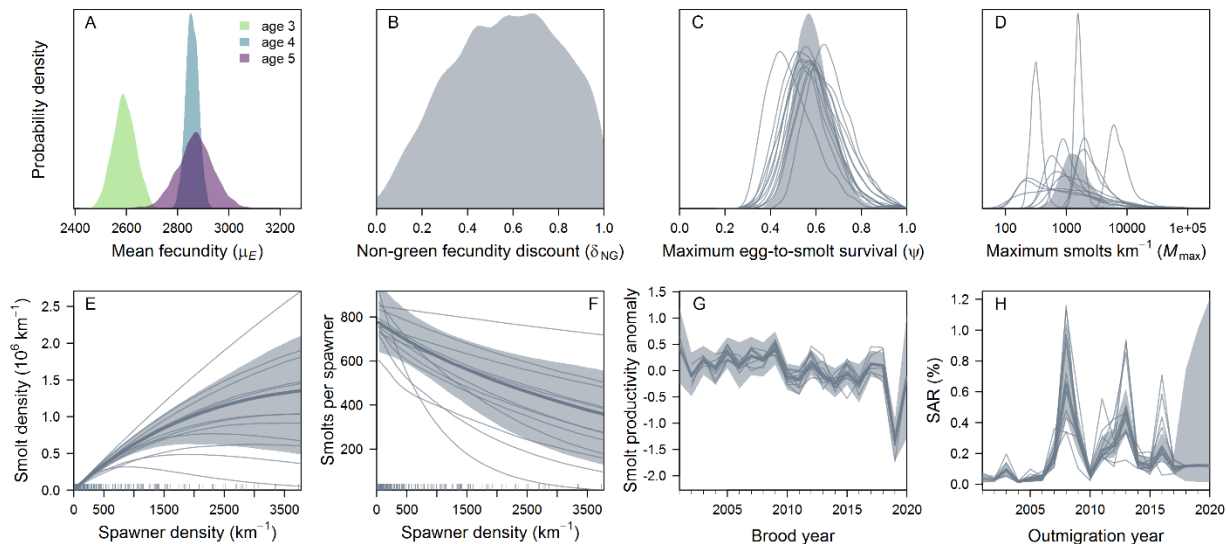 A
age 3
age 4
age 5
Probability density
2400 2600 2800 3000 3200
Mean fecundity (μE)
B
0.0 0.2 0.4 0.6 0.8 1.0
Non-green fecundity discount (δNG)
C
0.0 0.2 0.4 0.6 0.8 1.0
Maximum egg-to-smolt survival (ψ)
D
100 1000 10000 1e+05
Maximum smolts km⁻¹ (Mmax)
E
Smolt density (10⁶ km⁻¹)
2.5
2.0
1.5
1.0
0.5
0.0
0 500 1500 2500 3500
Spawner density (km⁻¹)
F
Smolts per spawner
800
600
400
200
0 500 1500 2500 3500
Spawner density (km⁻¹)
G
Smolt productivity anomaly
1.5
1.0
0.5
0.0
-0.5
-1.0
-1.5
-2.0
2005 2010 2015 2020
Brood year
H
SAR (%)
1.2
1.0
0.8
0.6
0.4
0.2
0.0
2005 2010 2015 2020
Outmigration year